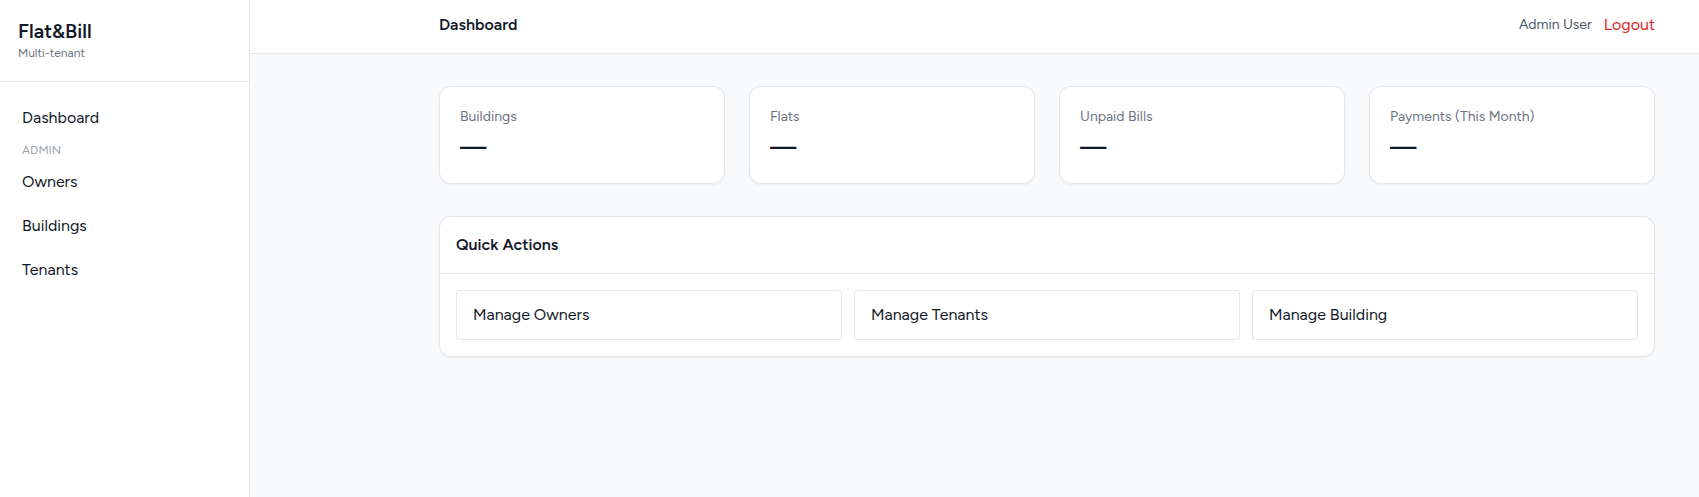 Flat&Bill
Multi-tenant
Dashboard
ADMIN
Owners
Buildings
Tenants
Dashboard
Admin User
Logout
Buildings
—
Flats
—
Unpaid Bills
—
Payments (This Month)
—
Quick Actions
Manage Owners
Manage Tenants
Manage Building